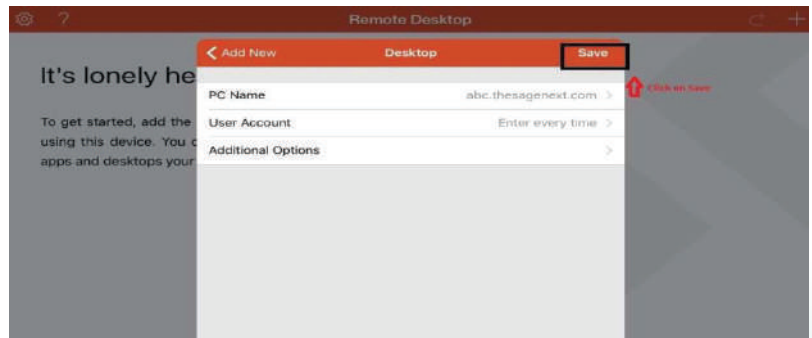 ? Remote Desktop +
Add New Desktop Save
It's lonely he
PC Name abc.thesagenext.com
Click on Save
To get started, add the
User Account Enter every time
using this device. You c
Additional Options
apps and desktops your